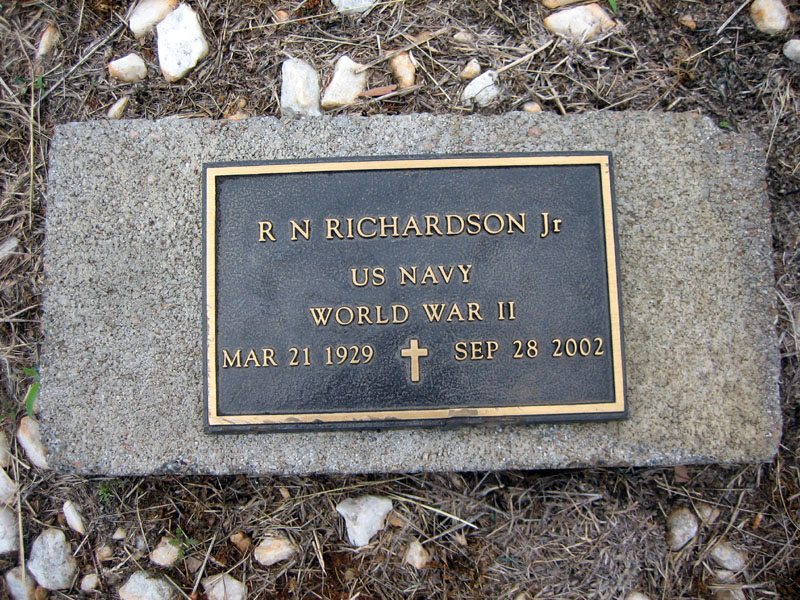 R N RICHARDSON Jr
US NAVY
WORLD WAR II
MAR 21 1929 SEP 28 2002